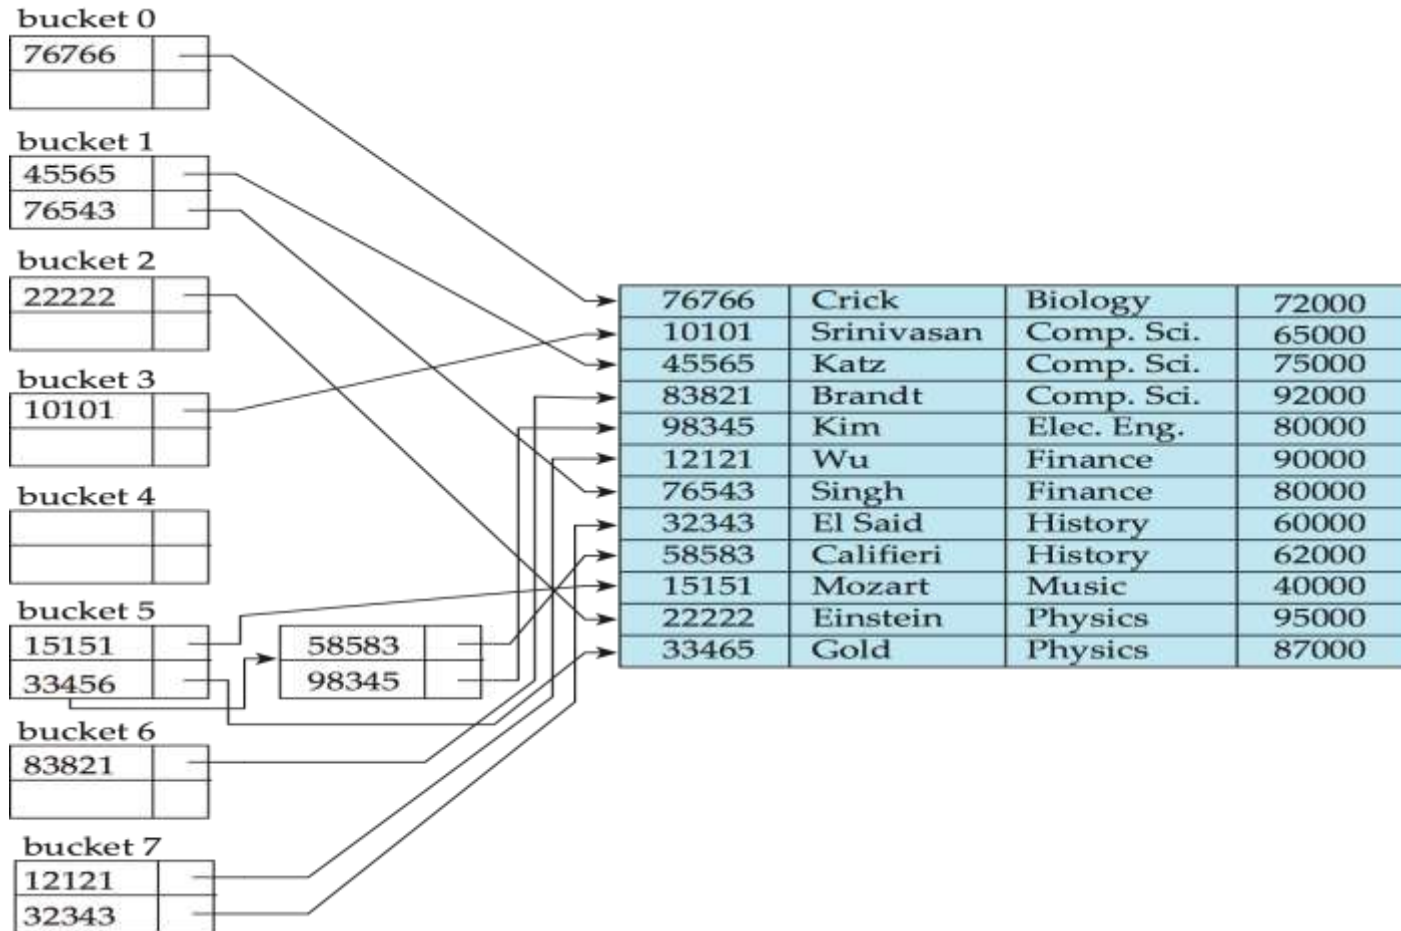 bucket 0
76766
bucket 1
45565
76543
bucket 2
22222
bucket 3
10101
bucket 4
bucket 5
15151
33456
58583
98345
bucket 6
83821
bucket 7
12121
32343
76766 Crick Biology 72000
10101 Srinivasan Comp. Sci. 65000
45565 Katz Comp. Sci. 75000
83821 Brandt Comp. Sci. 92000
98345 Kim Elec. Eng. 80000
12121 Wu Finance 90000
76543 Singh Finance 80000
32343 El Said History 60000
58583 Califieri History 62000
15151 Mozart Music 40000
22222 Einstein Physics 95000
33465 Gold Physics 87000